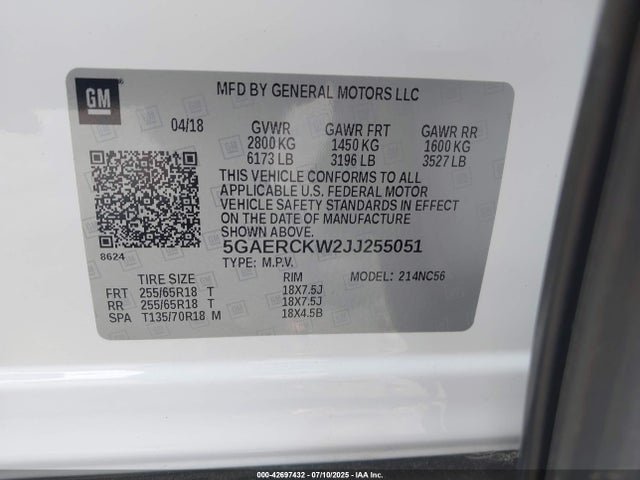 GM
MFD BY GENERAL MOTORS LLC
04/18 GVWR GAWR FRT GAWR RR
2800 KG 1450 KG 1600 KG
6173 LB 3196 LB 3527 LB
THIS VEHICLE CONFORMS TO ALL
APPLICABLE U.S. FEDERAL MOTOR
VEHICLE SAFETY STANDARDS IN EFFECT
ON THE DATE OF MANUFACTURE
SHOWN ABOVE.
5GAERCKW2JJ255051
8624 TYPE: M.P.V.
TIRE SIZE RIM MODEL: 214NC56
FRT 255/65R18 T 18X7.5J
RR 255/65R18 T 18X7.5J
SPA T135/70R18 M 18X4.5B
000-42697432 | 07/10/2025 | IAA, Inc.